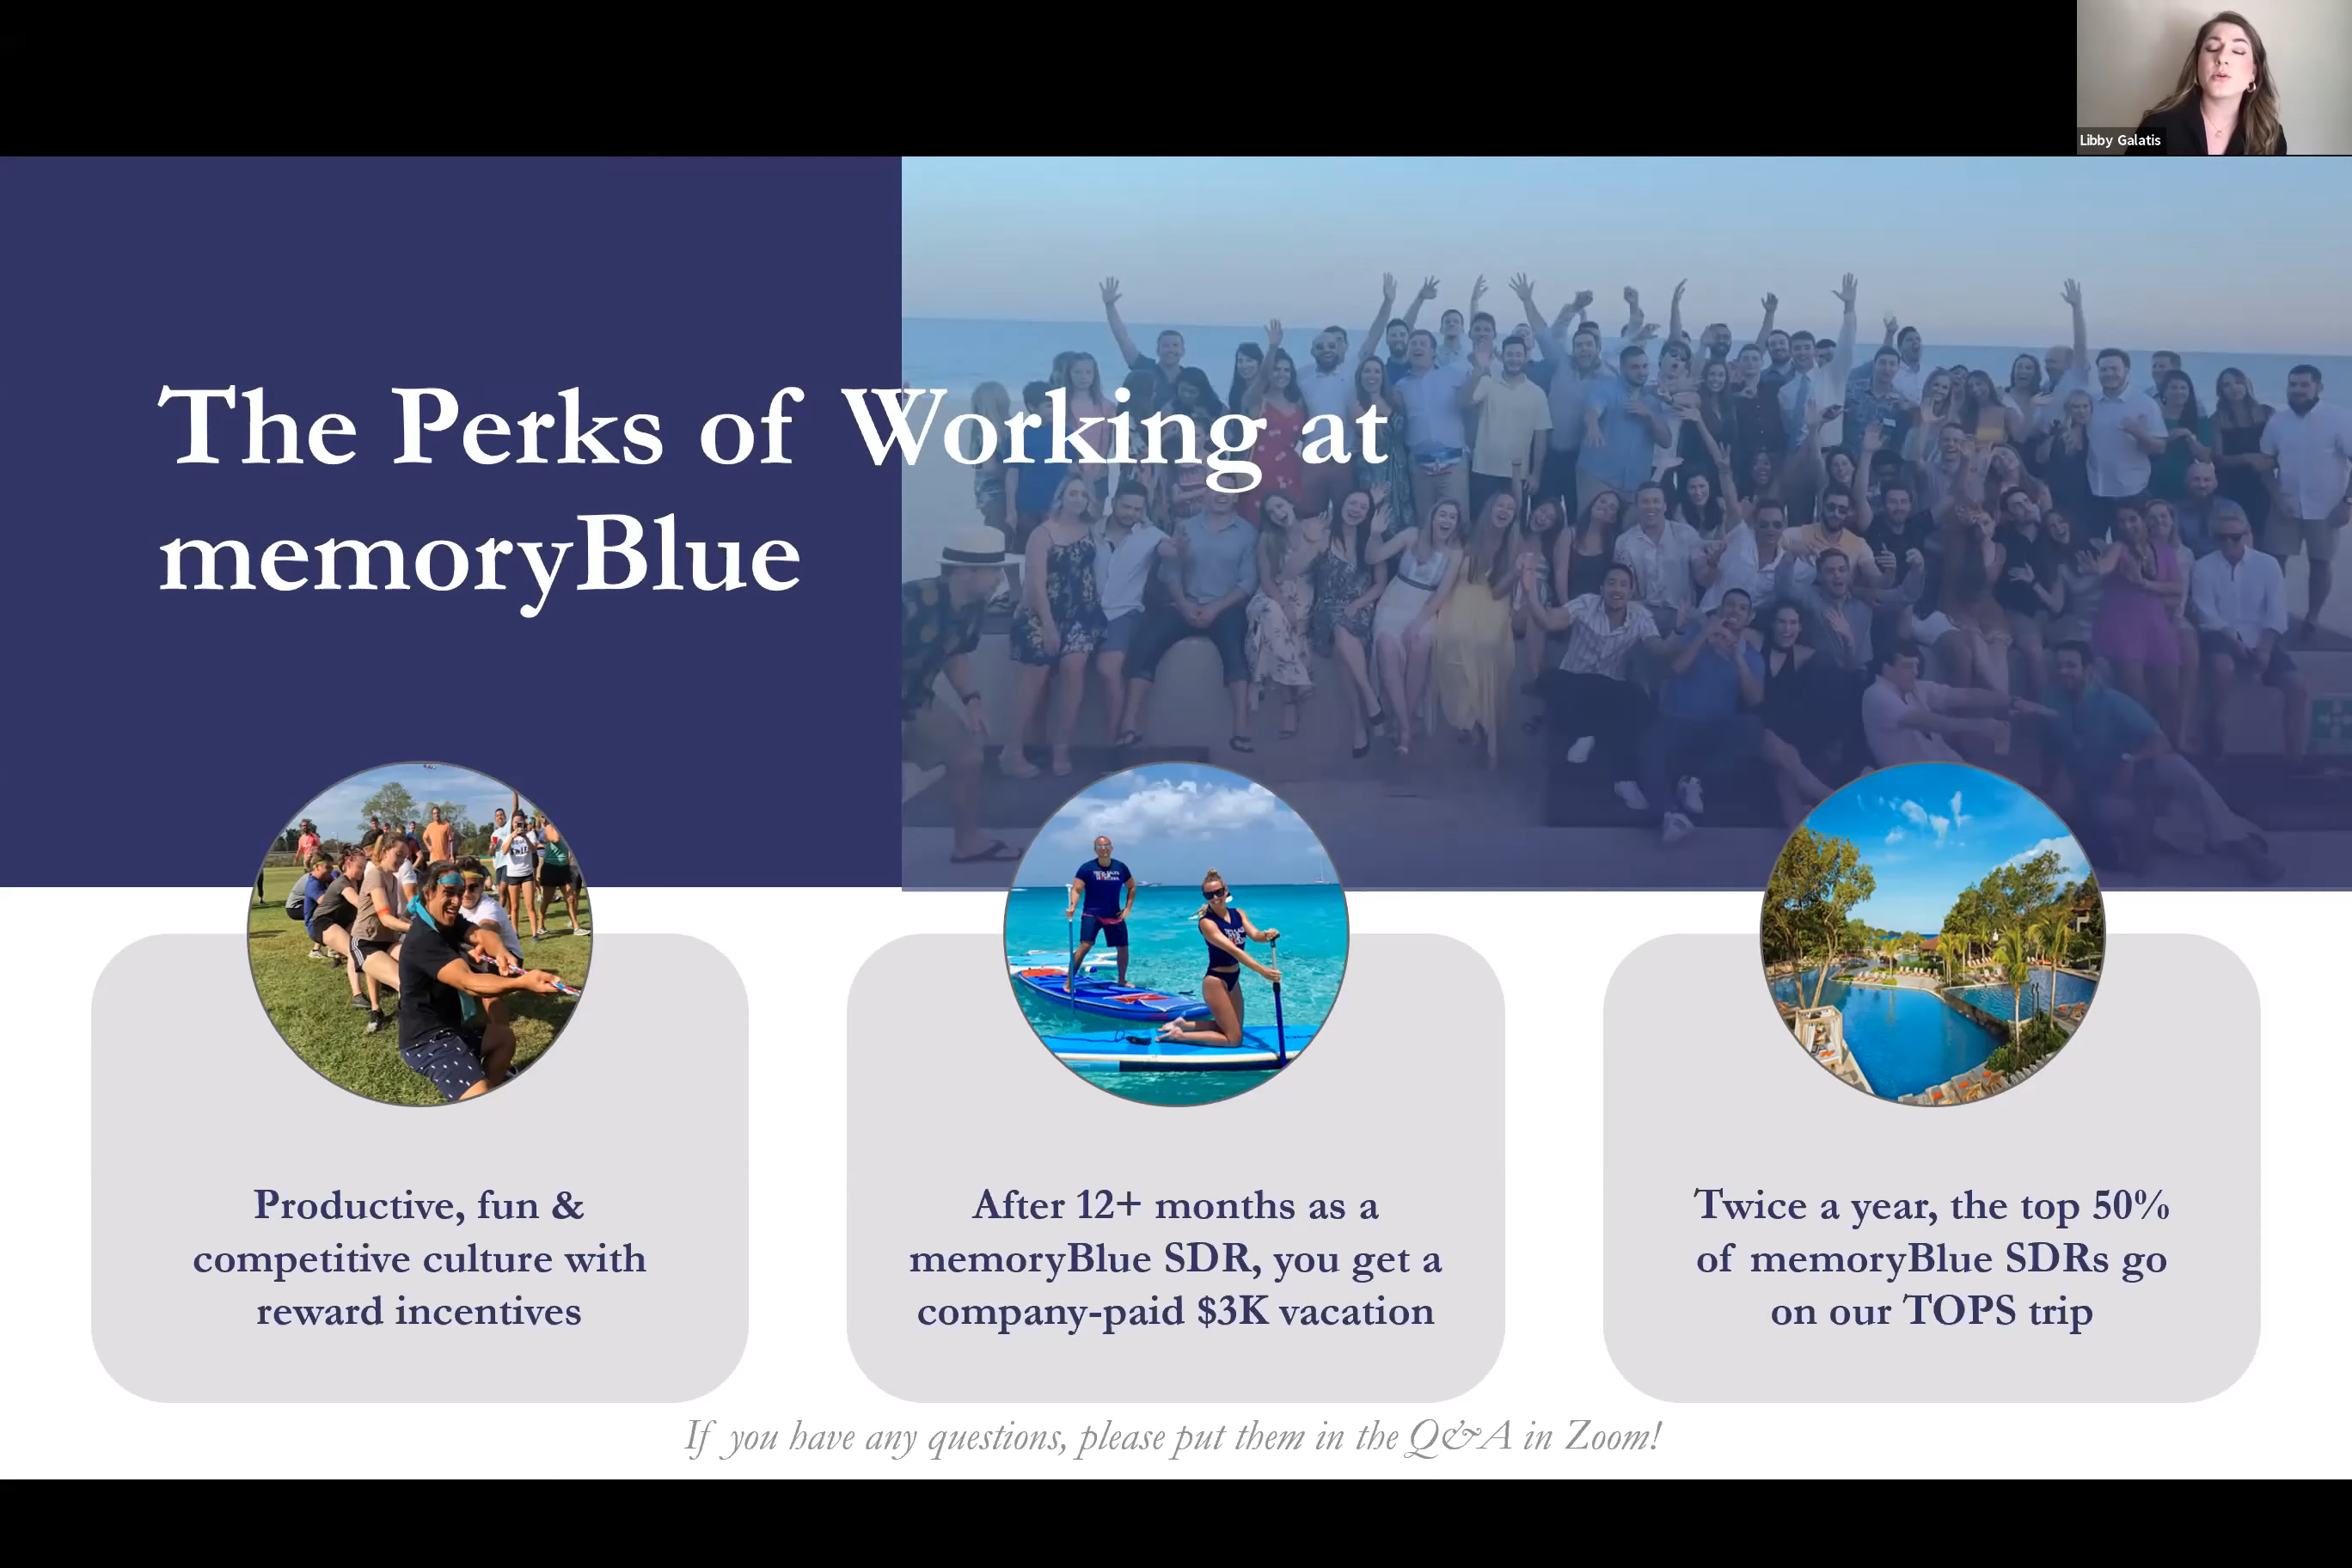 Libby Galatis
The Perks of Working at
memoryBlue
Productive, fun &
competitive culture with
reward incentives
After 12+ months as a
memoryBlue SDR, you get a
company-paid $3K vacation
Twice a year, the top 50%
of memoryBlue SDRs go
on our TOPS trip
If you have any questions, please put them in the Q&A in Zoom!